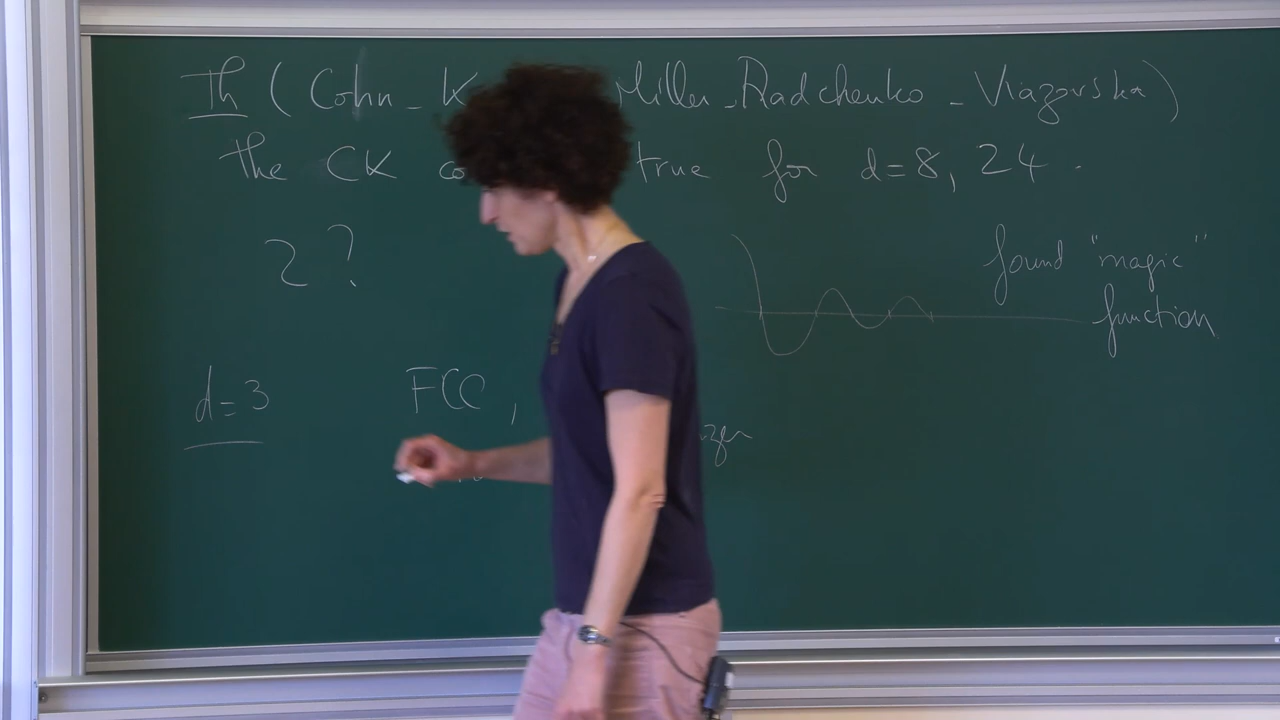 Th (Cohn - K Miller - Radchenko - Viazovska)
the CK co true for d=8, 24.
2?
found "magic" function
d=3 FCC,